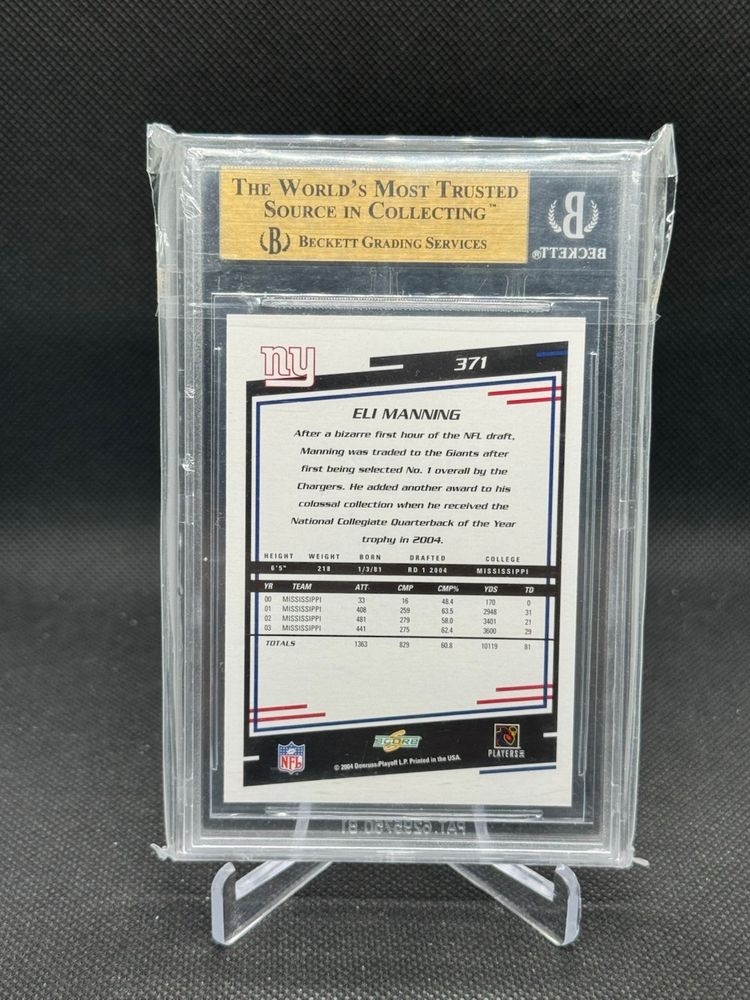 THE WORLD'S MOST TRUSTED
SOURCE IN COLLECTING™
B BECKETT GRADING SERVICES
B
BECKETT®
ny
371
ELI MANNING
After a bizarre first hour of the NFL draft,
Manning was traded to the Giants after
first being selected No. 1 overall by the
Chargers. He added another award to his
colossal collection when he received the
National Collegiate Quarterback of the Year
trophy in 2004.
HEIGHT WEIGHT BORN DRAFTED COLLEGE
6'5" 218 1/3/81 RD 1 2004 MISSISSIPPI
YR TEAM ATT CMP CMP% YDS TD
00 MISSISSIPPI 33 16 48.4 170 0
01 MISSISSIPPI 408 259 63.5 2948 31
02 MISSISSIPPI 481 279 58.0 3401 21
03 MISSISSIPPI 441 275 62.4 3600 29
TOTALS 1363 829 60.8 10119 81
NFL
SCORE
PLAYERS INC
© 2004 Donruss/Playoff L.P. Printed in the USA.